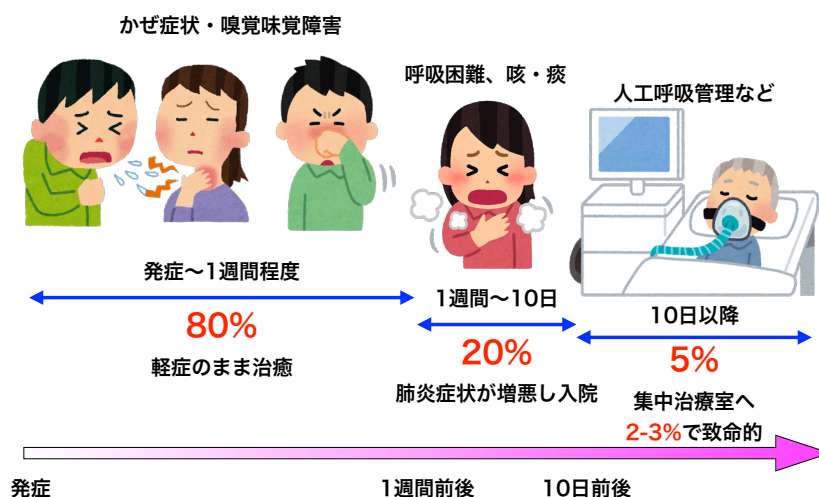 かぜ症状・嗅覚味覚障害
呼吸困難、咳・痰
人工呼吸管理など
発症〜1週間程度
80%
軽症のまま治癒
1週間〜10日
20%
肺炎症状が増悪し入院
10日以降
5%
集中治療室へ
2-3%で致命的
発症
1週間前後
10日前後